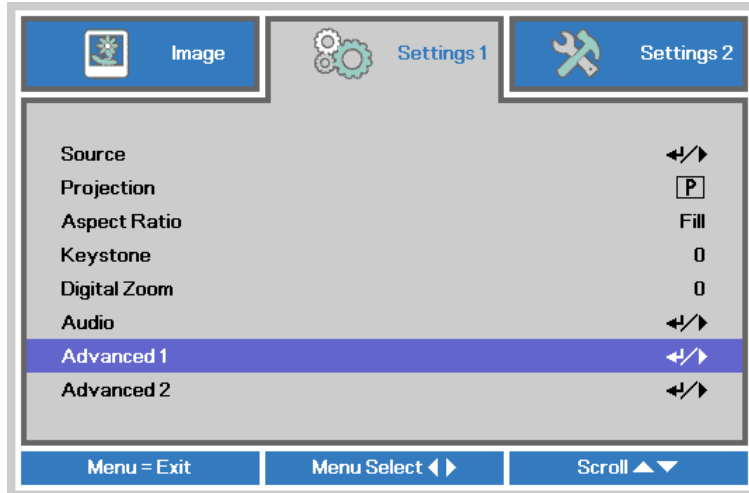 Image Settings 1 Settings 2
Source
Projection P
Aspect Ratio Fill
Keystone 0
Digital Zoom 0
Audio
Advanced 1
Advanced 2
Menu = Exit Menu Select Scroll